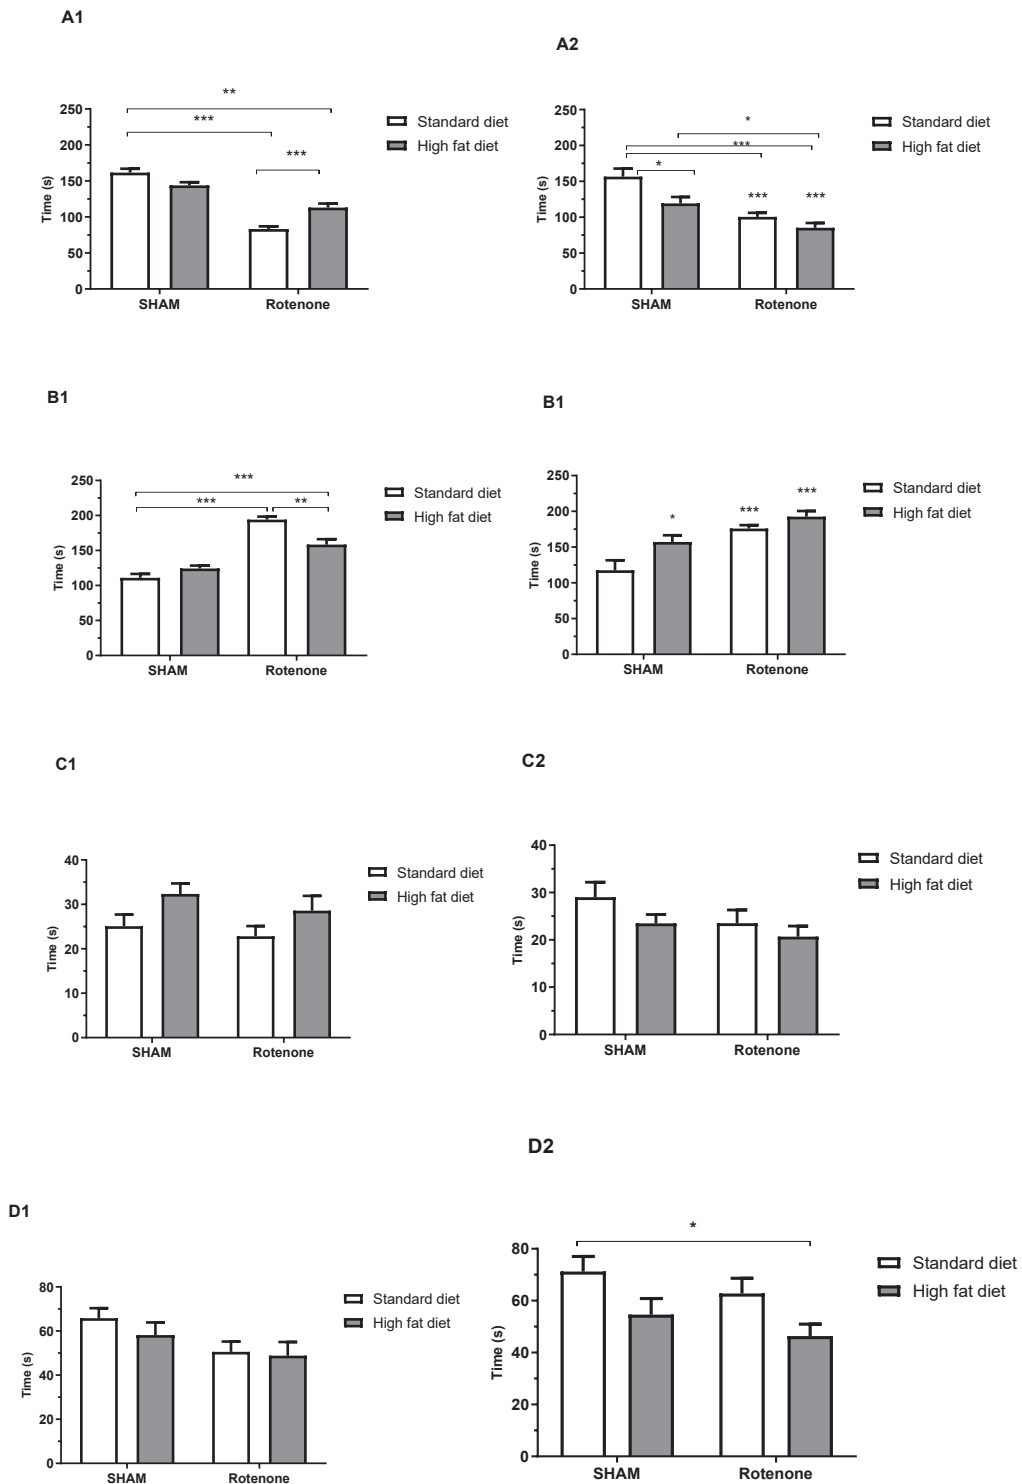 A1
**
***
***
250
200
150
100
50
0
Time (s)
SHAM
Rotenone
Standard diet
High fat diet
A2
*
***
*
***
***
250
200
150
100
50
0
Time (s)
SHAM
Rotenone
Standard diet
High fat diet
B1
***
***
**
250
200
150
100
50
0
Time (s)
SHAM
Rotenone
Standard diet
High fat diet
B1
*
***
***
250
200
150
100
50
0
Time (s)
SHAM
Rotenone
Standard diet
High fat diet
C1
40
30
20
10
0
Time (s)
SHAM
Rotenone
Standard diet
High fat diet
C2
40
30
20
10
0
Time (s)
SHAM
Rotenone
Standard diet
High fat diet
D1
80
60
40
20
0
Time (s)
SHAM
Rotenone
Standard diet
High fat diet
D2
*
80
60
40
20
0
Time (s)
SHAM
Rotenone
Standard diet
High fat diet